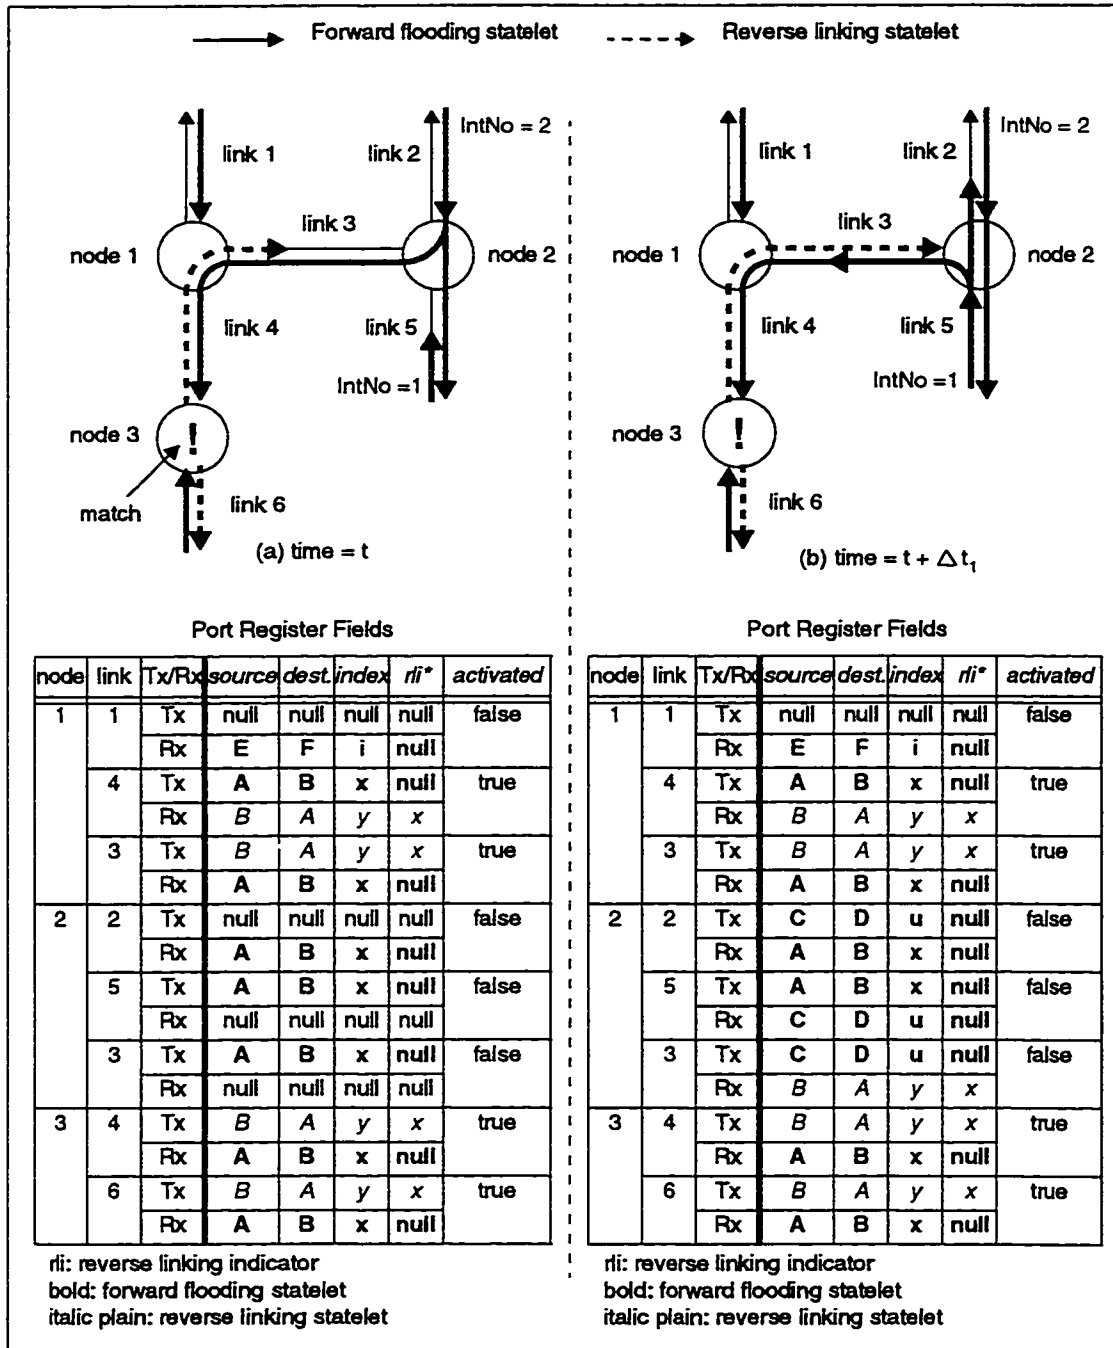 Forward flooding statelet
Reverse linking statelet
link 1
link 2
IntNo = 2
link 3
node 1
node 2
link 4
link 5
IntNo =1
node 3
!
match
link 6
(a) time = t
link 1
link 2
IntNo = 2
link 3
node 1
node 2
link 4
link 5
IntNo =1
node 3
!
link 6
(b) time = t + Δ t₁
Port Register Fields
node link Tx/Rx source dest. index rli* activated
1 1 Tx null null null null false
Rx E F i null
4 Tx A B x null true
Rx B A y x
3 Tx B A y x true
Rx A B x null
2 2 Tx null null null null false
Rx A B x null
5 Tx A B x null false
Rx null null null null
3 Tx A B x null false
Rx null null null null
3 4 Tx B A y x true
Rx A B x null
6 Tx B A y x true
Rx A B x null
rli: reverse linking indicator
bold: forward flooding statelet
italic plain: reverse linking statelet
Port Register Fields
node link Tx/Rx source dest. index rli* activated
1 1 Tx null null null null false
Rx E F i null
4 Tx A B x null true
Rx B A y x
3 Tx B A y x true
Rx A B x null
2 2 Tx C D u null false
Rx A B x null
5 Tx A B x null false
Rx C D u null
3 Tx C D u null false
Rx B A y x
3 4 Tx B A y x true
Rx A B x null
6 Tx B A y x true
Rx A B x null
rli: reverse linking indicator
bold: forward flooding statelet
italic plain: reverse linking statelet